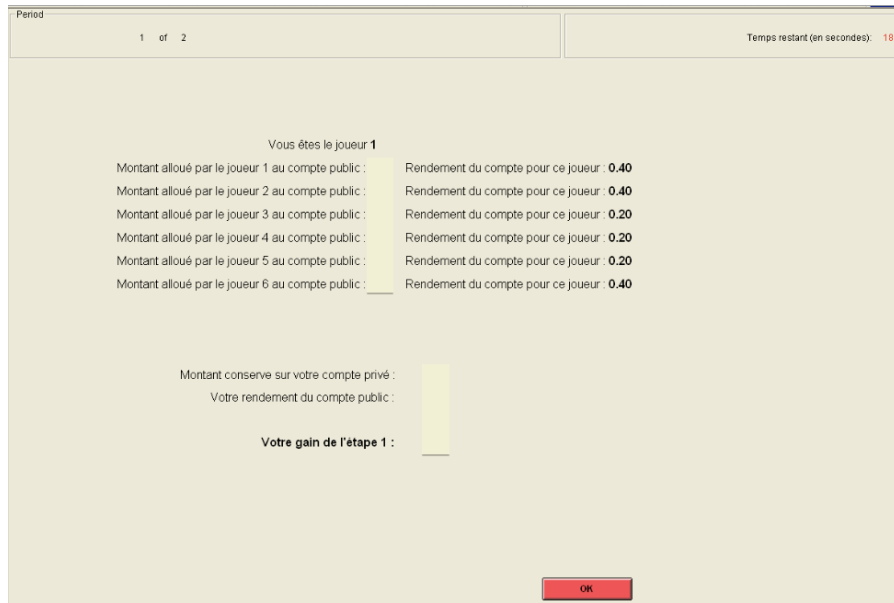 Period
1 of 2
Temps restant (en secondes): 18
Vous êtes le joueur 1
Montant alloué par le joueur 1 au compte public : Rendement du compte pour ce joueur : 0.40
Montant alloué par le joueur 2 au compte public : Rendement du compte pour ce joueur : 0.40
Montant alloué par le joueur 3 au compte public : Rendement du compte pour ce joueur : 0.20
Montant alloué par le joueur 4 au compte public : Rendement du compte pour ce joueur : 0.20
Montant alloué par le joueur 5 au compte public : Rendement du compte pour ce joueur : 0.20
Montant alloué par le joueur 6 au compte public : Rendement du compte pour ce joueur : 0.40
Montant conserve sur votre compte privé :
Votre rendement du compte public :
Votre gain de l'étape 1 :
OK